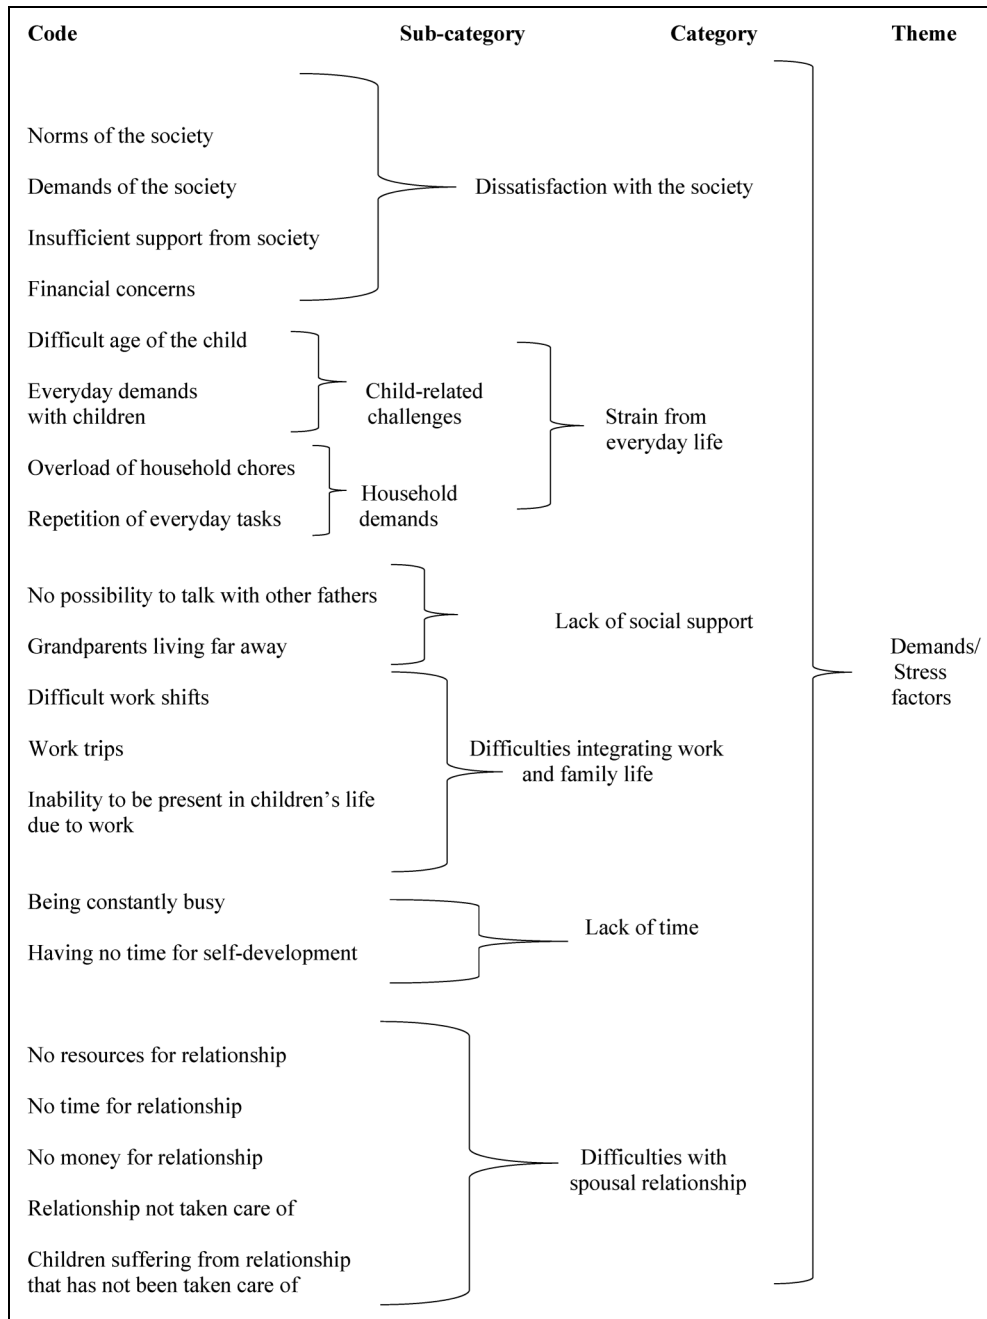 Code Sub-category Category Theme
Norms of the society
Demands of the society
Dissatisfaction with the society
Insufficient support from society
Financial concerns
Difficult age of the child
Everyday demands
with children
Child-related
challenges
Strain from
everyday life
Overload of household chores
Repetition of everyday tasks
Household
demands
No possibility to talk with other fathers
Grandparents living far away
Lack of social support
Demands/
Stress
factors
Difficult work shifts
Work trips
Inability to be present in children’s life
due to work
Difficulties integrating work
and family life
Being constantly busy
Having no time for self-development
Lack of time
No resources for relationship
No time for relationship
No money for relationship
Relationship not taken care of
Children suffering from relationship
that has not been taken care of
Difficulties with
spousal relationship